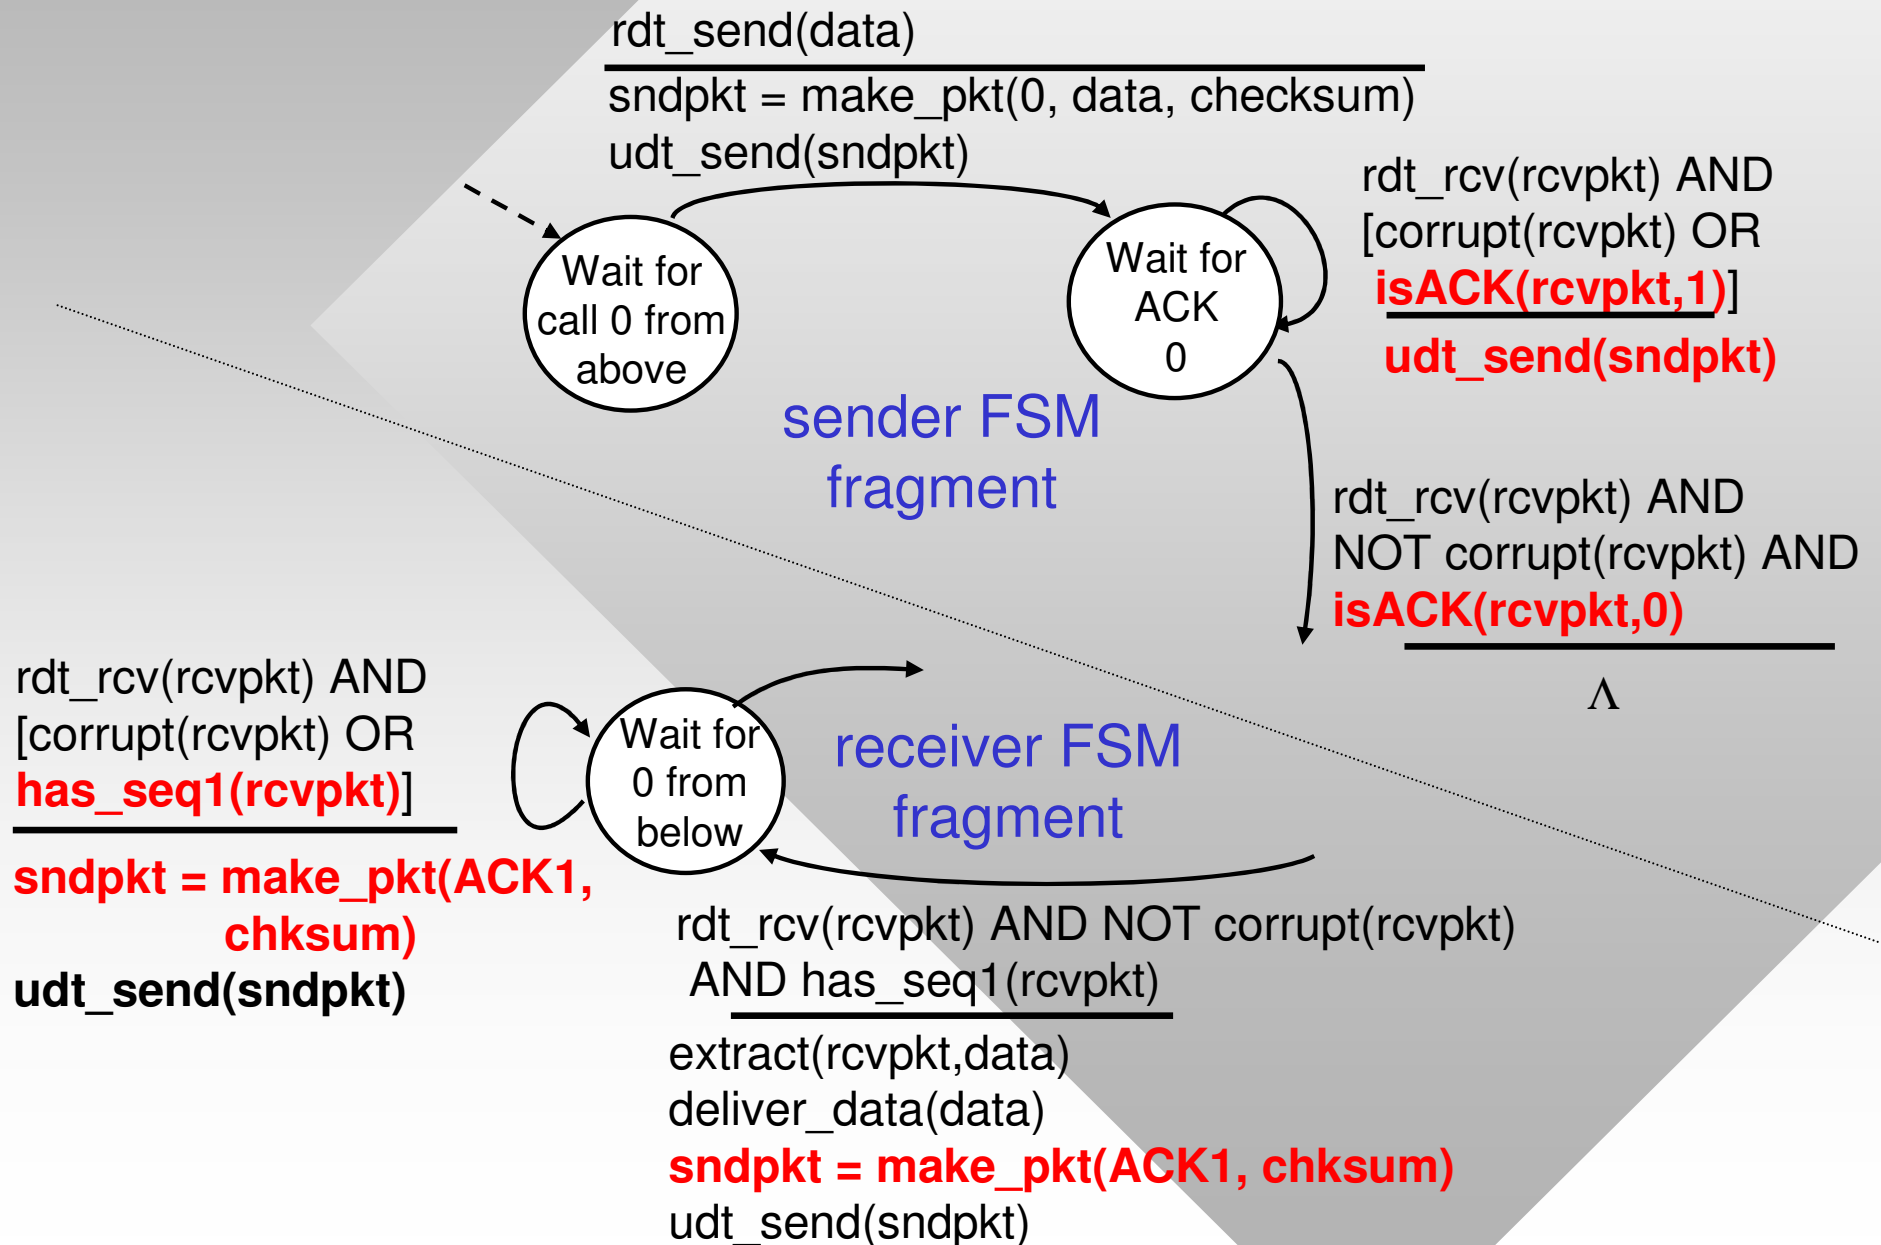 rdt_send(data)
sndpkt = make_pkt(0, data, checksum)
udt_send(sndpkt)
Wait for
call 0 from
above
Wait for
ACK
0
rdt_rcv(rcvpkt) AND
[corrupt(rcvpkt) OR
isACK(rcvpkt,1)]
udt_send(sndpkt)
sender FSM
fragment
rdt_rcv(rcvpkt) AND
NOT corrupt(rcvpkt) AND
isACK(rcvpkt,0)
Λ
rdt_rcv(rcvpkt) AND
[corrupt(rcvpkt) OR
has_seq1(rcvpkt)]
sndpkt = make_pkt(ACK1,
chksum)
udt_send(sndpkt)
Wait for
0 from
below
receiver FSM
fragment
rdt_rcv(rcvpkt) AND NOT corrupt(rcvpkt)
AND has_seq1(rcvpkt)
extract(rcvpkt,data)
deliver_data(data)
sndpkt = make_pkt(ACK1, chksum)
udt_send(sndpkt)